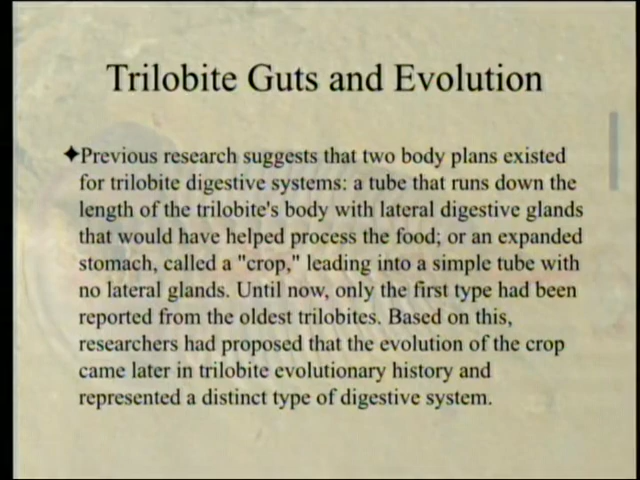 Trilobite Guts and Evolution
✦Previous research suggests that two body plans existed
for trilobite digestive systems: a tube that runs down the
length of the trilobite's body with lateral digestive glands
that would have helped process the food; or an expanded
stomach, called a "crop," leading into a simple tube with
no lateral glands. Until now, only the first type had been
reported from the oldest trilobites. Based on this,
researchers had proposed that the evolution of the crop
came later in trilobite evolutionary history and
represented a distinct type of digestive system.